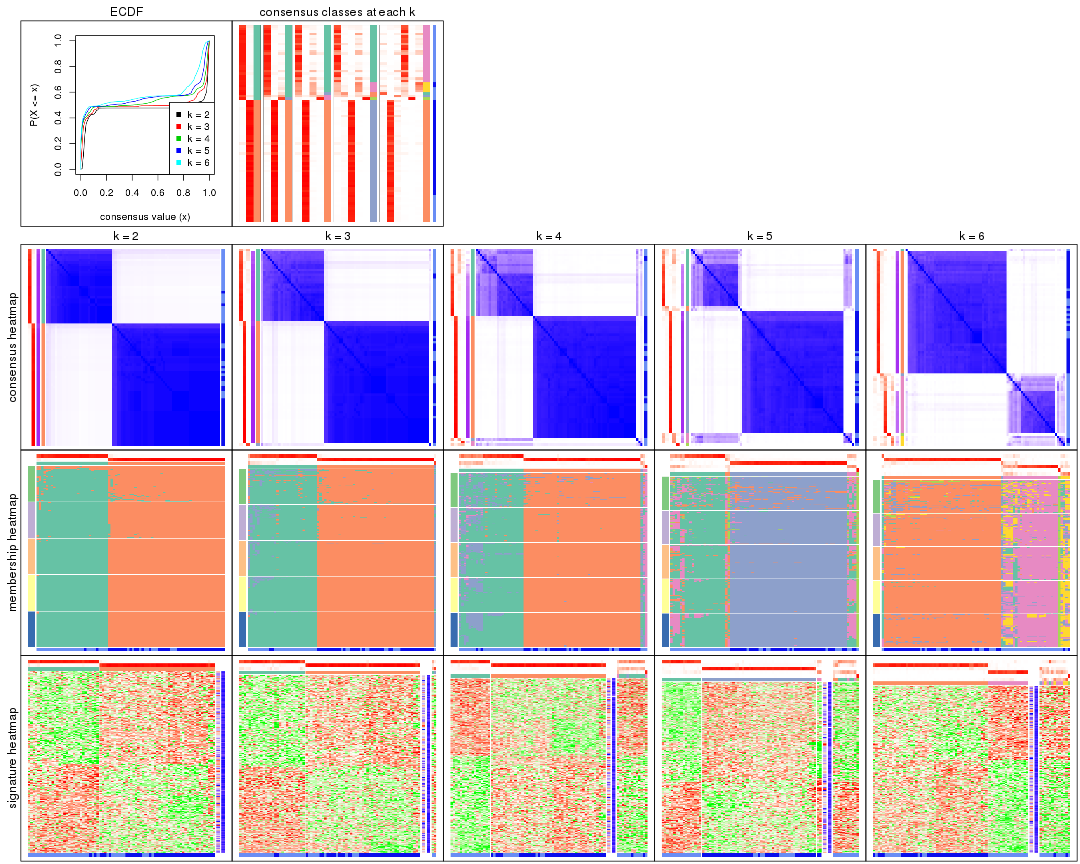 ECDF
consensus classes at each k
P(X <= x)
0.0
0.2
0.4
0.6
0.8
1.0
k = 2
k = 3
k = 4
k = 5
k = 6
0.0 0.2 0.4 0.6 0.8 1.0
consensus value (x)
k = 2
k = 3
k = 4
k = 5
k = 6
consensus heatmap
membership heatmap
signature heatmap